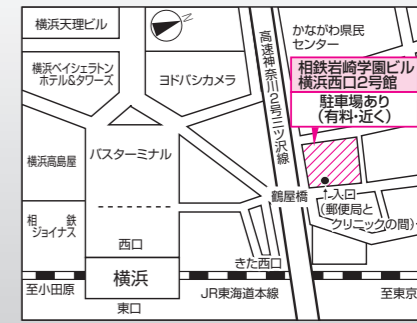 横浜天理ビル
横浜ベイシェラトン
ホテル&タワーズ
ヨドバシカメラ
高速神奈川2号三ツ沢線
かながわ県民
センター
相鉄岩崎学園ビル
横浜西口2号館
駐車場あり
(有料・近く)
横浜高島屋
バスターミナル
鶴屋橋
入口
(郵便局と
クリニックの間)
相鉄
ジョイナス
西口
きた西口
横浜
至小田原
JR東海道本線
至東京
東口